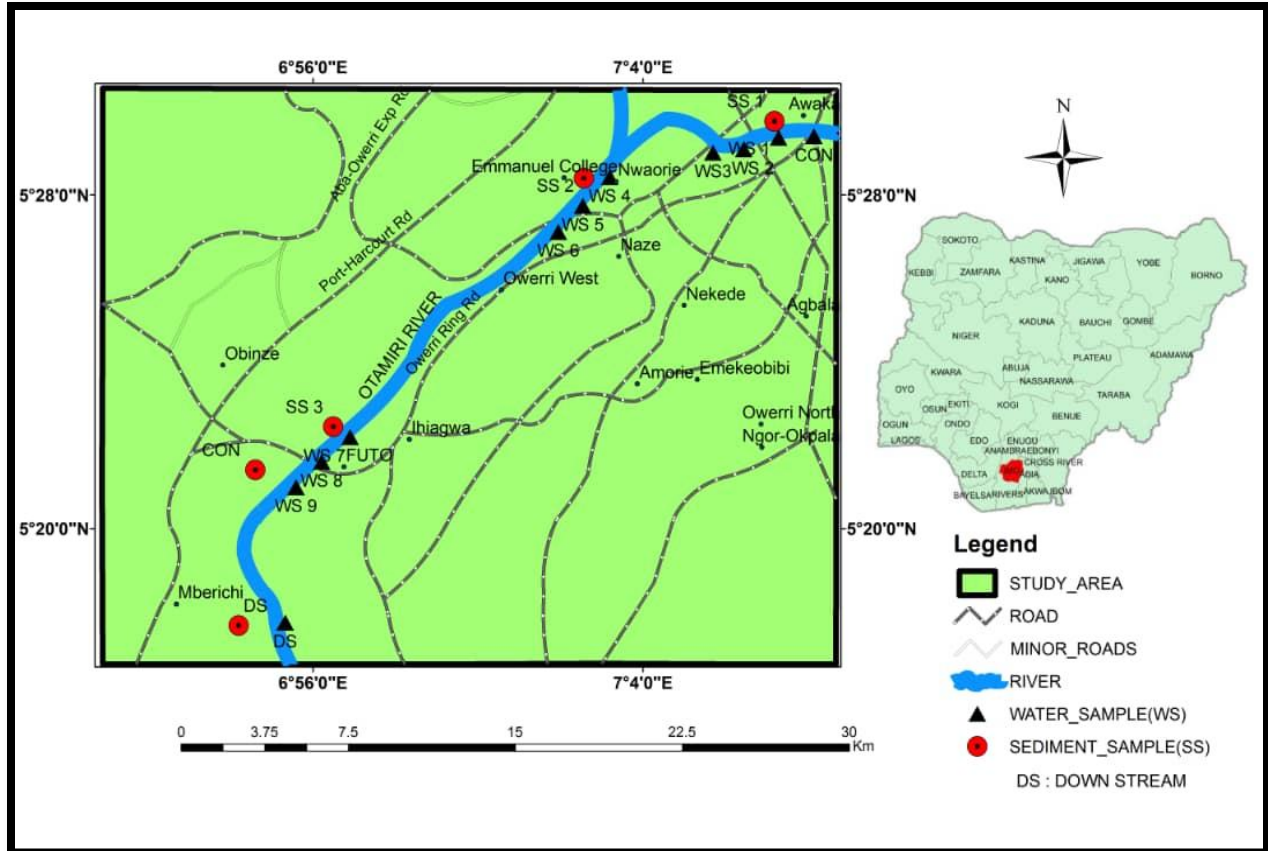 6°56'0"E
7°4'0"E
N
SS 1
Awaka
Aba-Owerri Exp Rd
WS 1
CON
Emmanuel College
Nwaorie
WS3
WS 2
5°28'0"N
5°28'0"N
SS 2
WS 4
Port-Harcourt Rd
WS 5
WS 6
Naze
Owerri West
Nekede
Agbala
OTAMIRI RIVER
Owerri Ring Rd
Obinze
Amorie
Emekeobibi
SS 3
Owerri North
Ihiagwa
Ngor-Okpala
CON
WS 7
FUTO
WS 8
WS 9
5°20'0"N
5°20'0"N
Mberichi
DS
DS
6°56'0"E
7°4'0"E
0
3.75
7.5
15
22.5
30
Km
SOKOTO
KEBBI
ZAMFARA
KASTINA
JIGAWA
YOBE
BORNO
KANO
KADUNA
BAUCHI
GOMBE
NIGER
PLATEAU
ADAMAWA
KWARA
ABUJA
NASSARAWA
TARABA
OYO
OSUN
EKITI
KOGI
BENUE
OGUN
ONDO
LAGOS
EDO
ENUGU
ANAMBRA
EBONYI
DELTA
CROSS RIVER
ABIA
BAYELSA
RIVERS
AKWAJBOM
Legend
STUDY_AREA
ROAD
MINOR_ROADS
RIVER
WATER_SAMPLE(WS)
SEDIMENT_SAMPLE(SS)
DS : DOWN STREAM